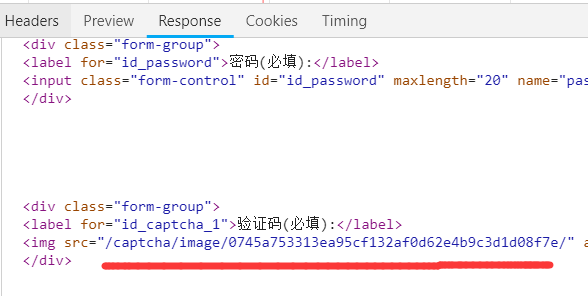 Headers Preview Response Cookies Timing
<div class="form-group">
<label for="id_password">密码(必填):</label>
<input class="form-control" id="id_password" maxlength="20" name="pas
</div>
<div class="form-group">
<label for="id_captcha_1">验证码(必填):</label>
<img src="/captcha/image/0745a753313ea95cf132af0d62e4b9c3d1d08f7e/" a
</div>